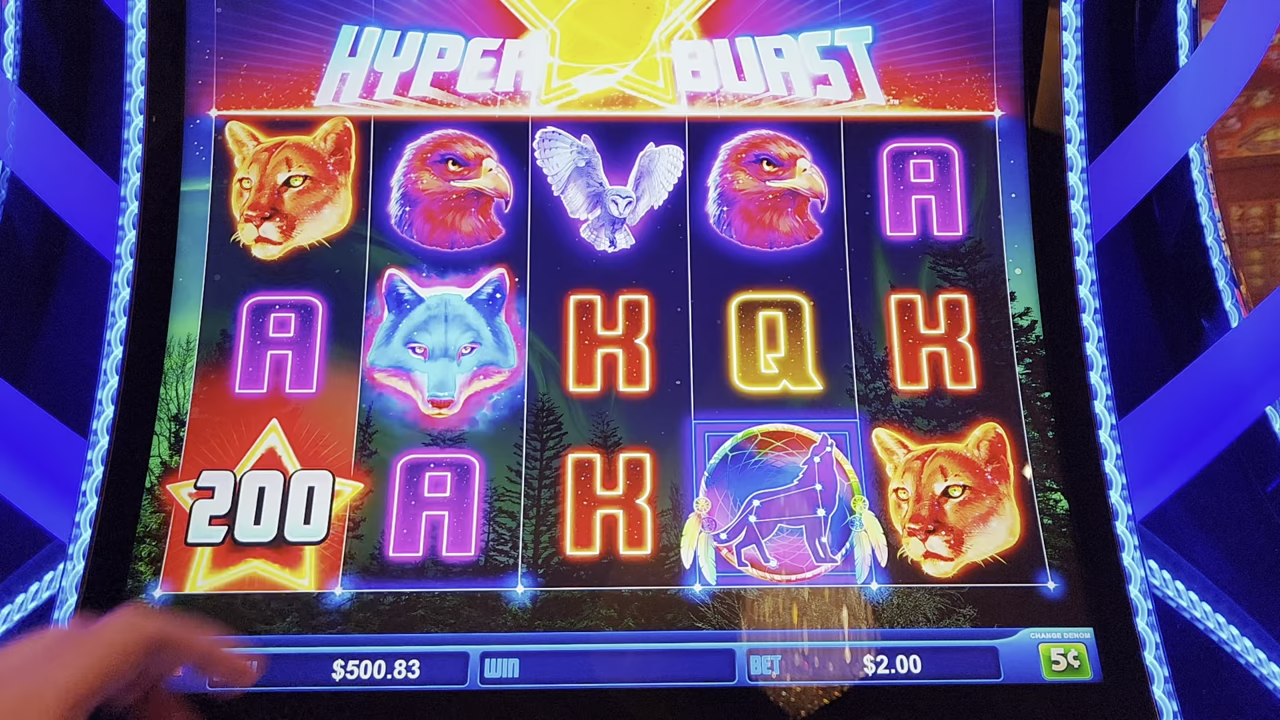 HYPER BURST
A
A K Q K
200 A K
$500.83 WIN BET $2.00 CHANGE DENOM 5¢